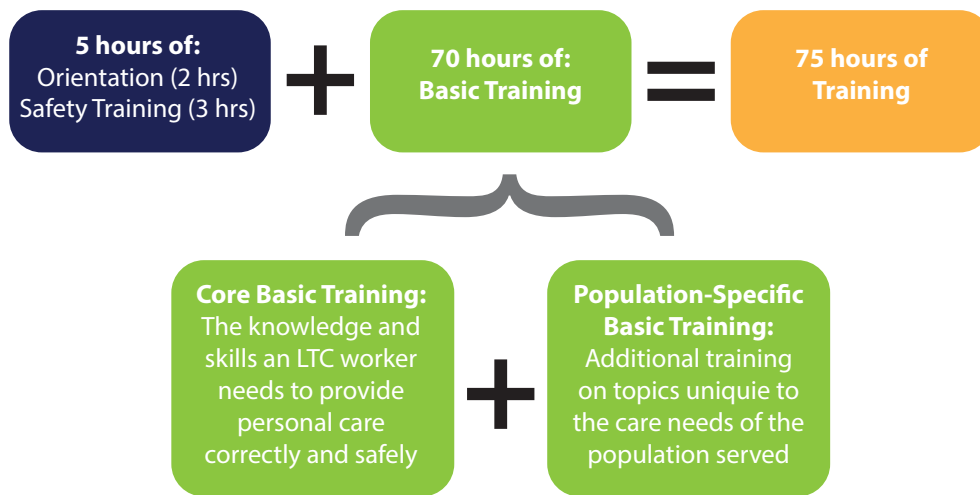 5 hours of:
Orientation (2 hrs)
Safety Training (3 hrs)
+
70 hours of:
Basic Training
=
75 hours of
Training
Core Basic Training:
The knowledge and
skills an LTC worker
needs to provide
personal care
correctly and safely
+
Population-Specific
Basic Training:
Additional training
on topics uniquie to
the care needs of the
population served